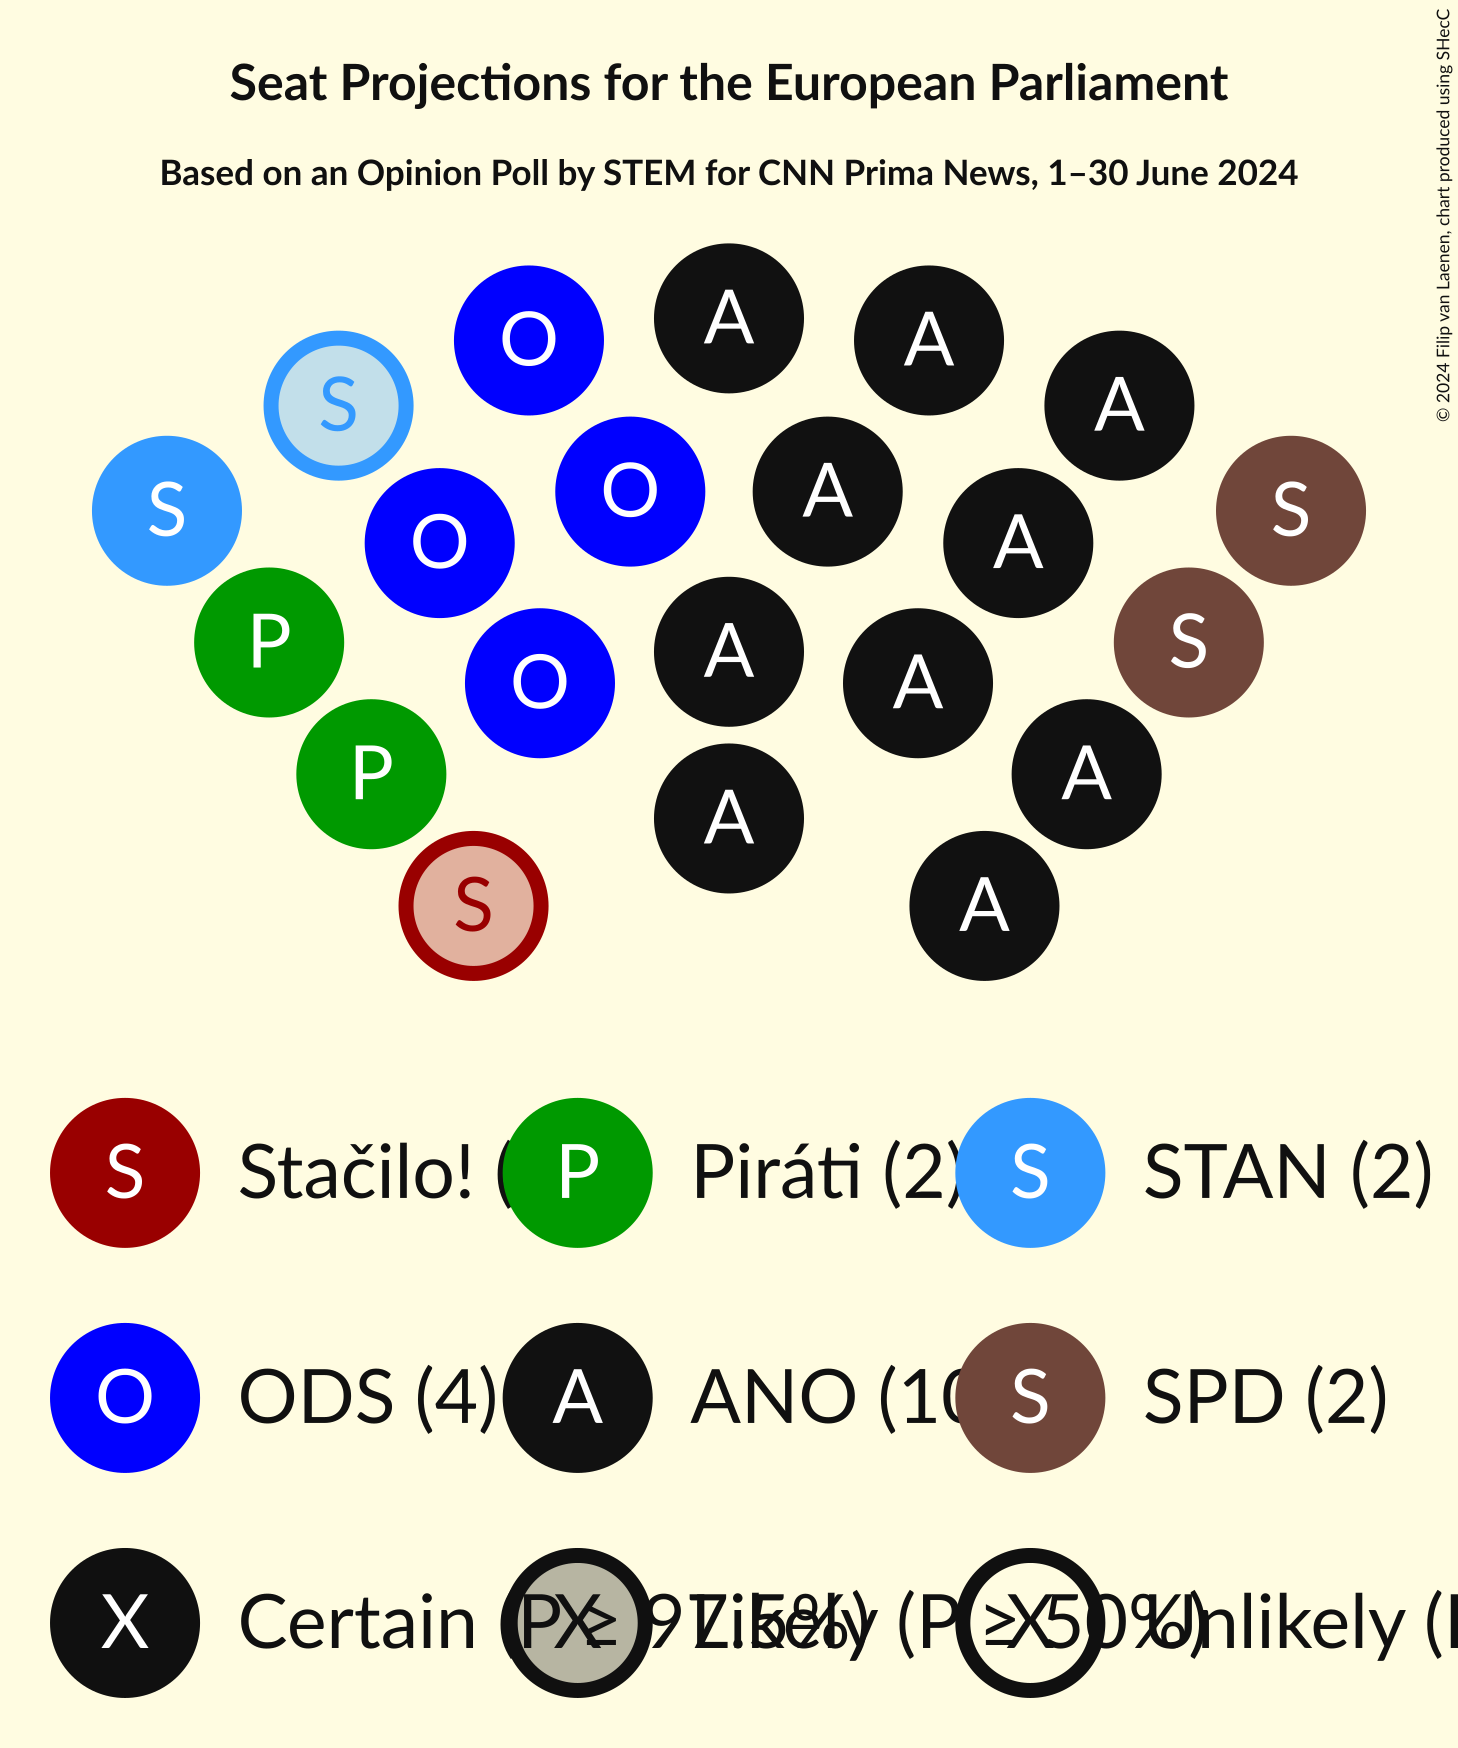 Seat Projections for the European Parliament
Based on an Opinion Poll by STEM for CNN Prima News, 1–30 June 2024
© 2024 Filip van Laenen, chart produced using SHecC
A
O A
S A
S O A S
O A
P A A S
O A
P A A
S A
S Stačilo! ( P Piráti (2) S STAN (2)
O ODS (4) A ANO (10 S SPD (2)
X Certain (P ≥ 97.5%) X Likely (P ≥ 50%) X Unlikely (